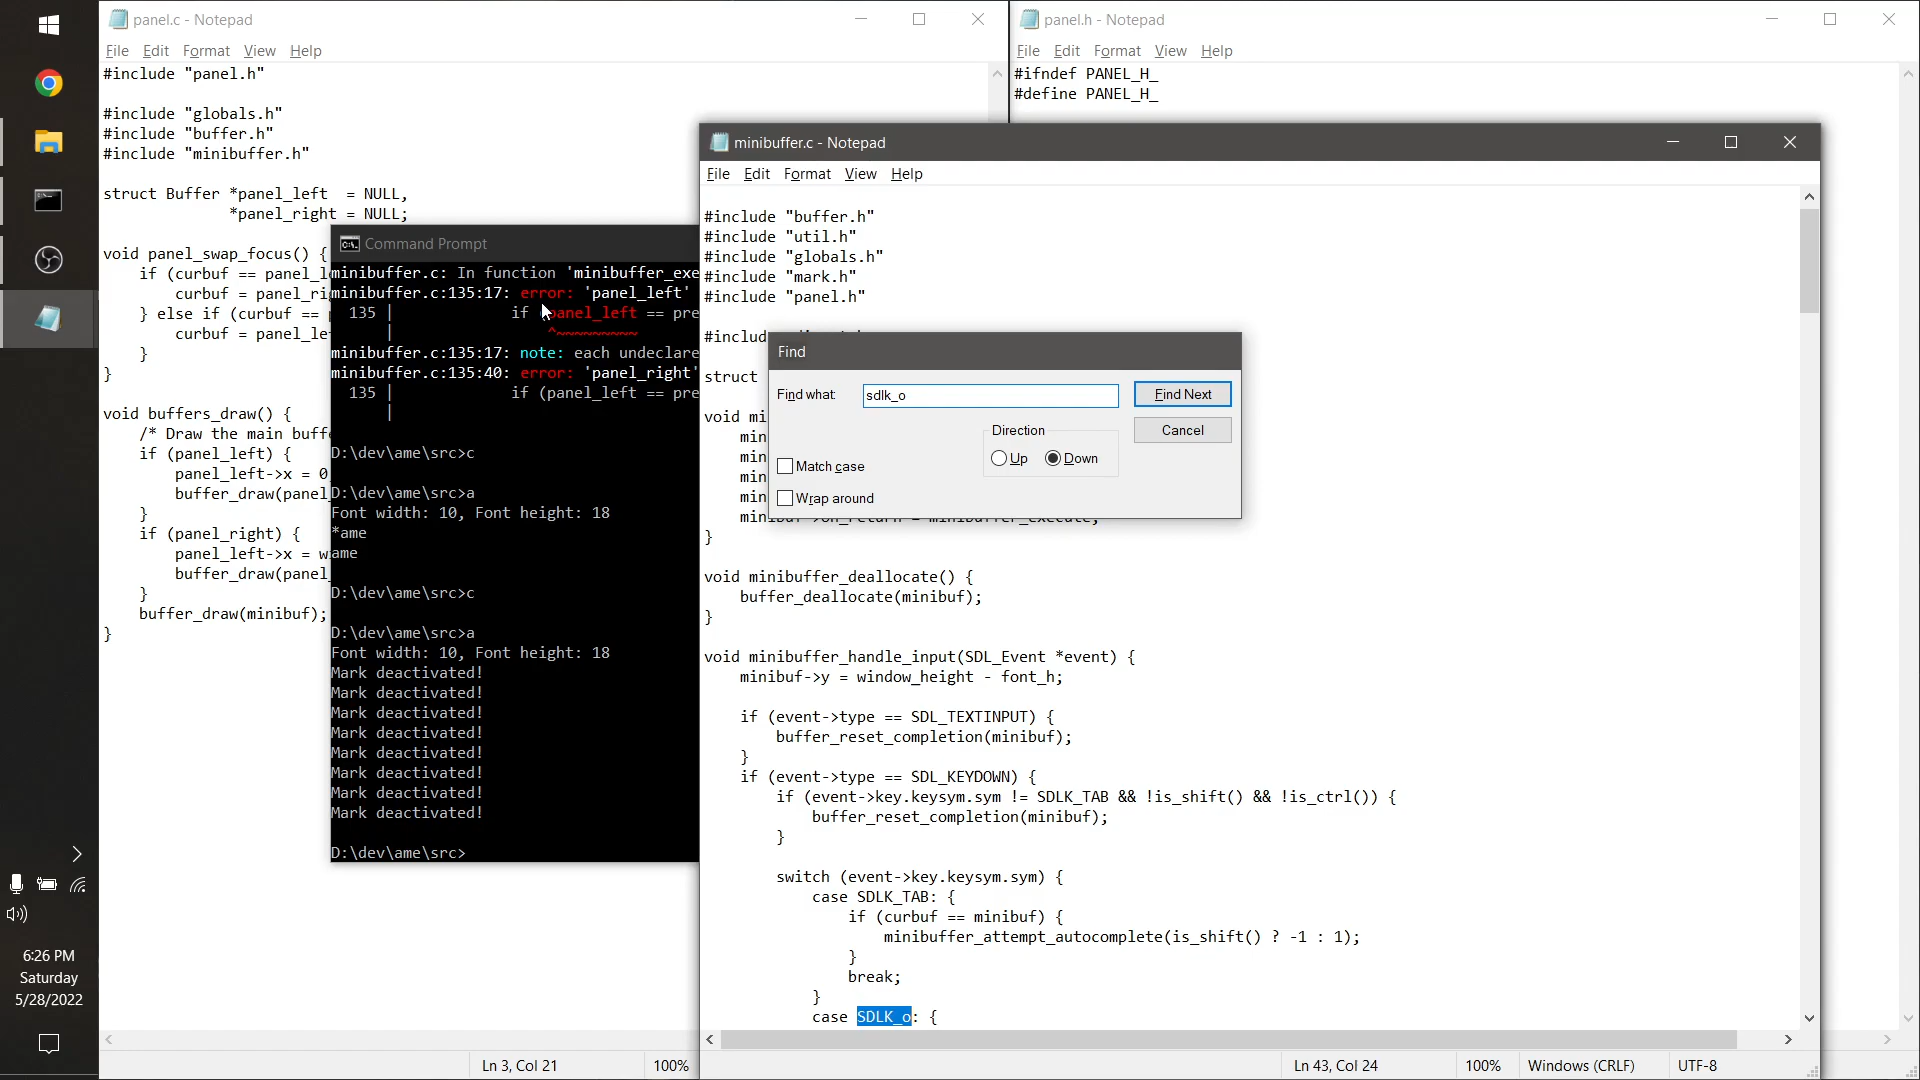 panel.c - Notepad
File Edit Format View Help
#include "panel.h"
#include "globals.h"
#include "buffer.h"
#include "minibuffer.h"
struct Buffer *panel_left  = NULL,
*panel_right = NULL;
void panel_swap_focus() {
if (curbuf == panel_l
curbuf = panel_ri
} else if (curbuf ==
curbuf = panel_le
}
}
void buffers_draw() {
/* Draw the main buff
if (panel_left) {
panel_left->x = 0
buffer_draw(panel_
}
if (panel_right) {
panel_left->x = w
buffer_draw(panel_
}
buffer_draw(minibuf);
}
Ln 3, Col 21
100%
Command Prompt
minibuffer.c: In function 'minibuffer_exe
minibuffer.c:135:17: error: 'panel_left'
135 |             if (panel_left == pre
|                 ^~~~~~~~~~
minibuffer.c:135:17: note: each undeclare
minibuffer.c:135:40: error: 'panel_right'
135 |             if (panel_left == pre
|
D:\dev\ame\src>c
D:\dev\ame\src>a
Font width: 10, Font height: 18
*ame
ame
D:\dev\ame\src>c
D:\dev\ame\src>a
Font width: 10, Font height: 18
Mark deactivated!
Mark deactivated!
Mark deactivated!
Mark deactivated!
Mark deactivated!
Mark deactivated!
Mark deactivated!
Mark deactivated!
D:\dev\ame\src>
panel.h - Notepad
File Edit Format View Help
#ifndef PANEL_H_
#define PANEL_H_
minibuffer.c - Notepad
File Edit Format View Help
#include "buffer.h"
#include "util.h"
#include "globals.h"
#include "mark.h"
#include "panel.h"
#includ
struct
void mi
min
min
min
min
}
void minibuffer_deallocate() {
buffer_deallocate(minibuf);
}
void minibuffer_handle_input(SDL_Event *event) {
minibuf->y = window_height - font_h;
if (event->type == SDL_TEXTINPUT) {
buffer_reset_completion(minibuf);
}
if (event->type == SDL_KEYDOWN) {
if (event->key.keysym.sym != SDLK_TAB && !is_shift() && !is_ctrl()) {
buffer_reset_completion(minibuf);
}
switch (event->key.keysym.sym) {
case SDLK_TAB: {
if (curbuf == minibuf) {
minibuffer_attempt_autocomplete(is_shift() ? -1 : 1);
}
break;
}
case SDLK_o: {
Ln 43, Col 24
100%
Windows (CRLF)
UTF-8
Find
Find what:
sdlk_o
Find Next
Cancel
Direction
Up
Down
Match case
Wrap around
6:26 PM
Saturday
5/28/2022